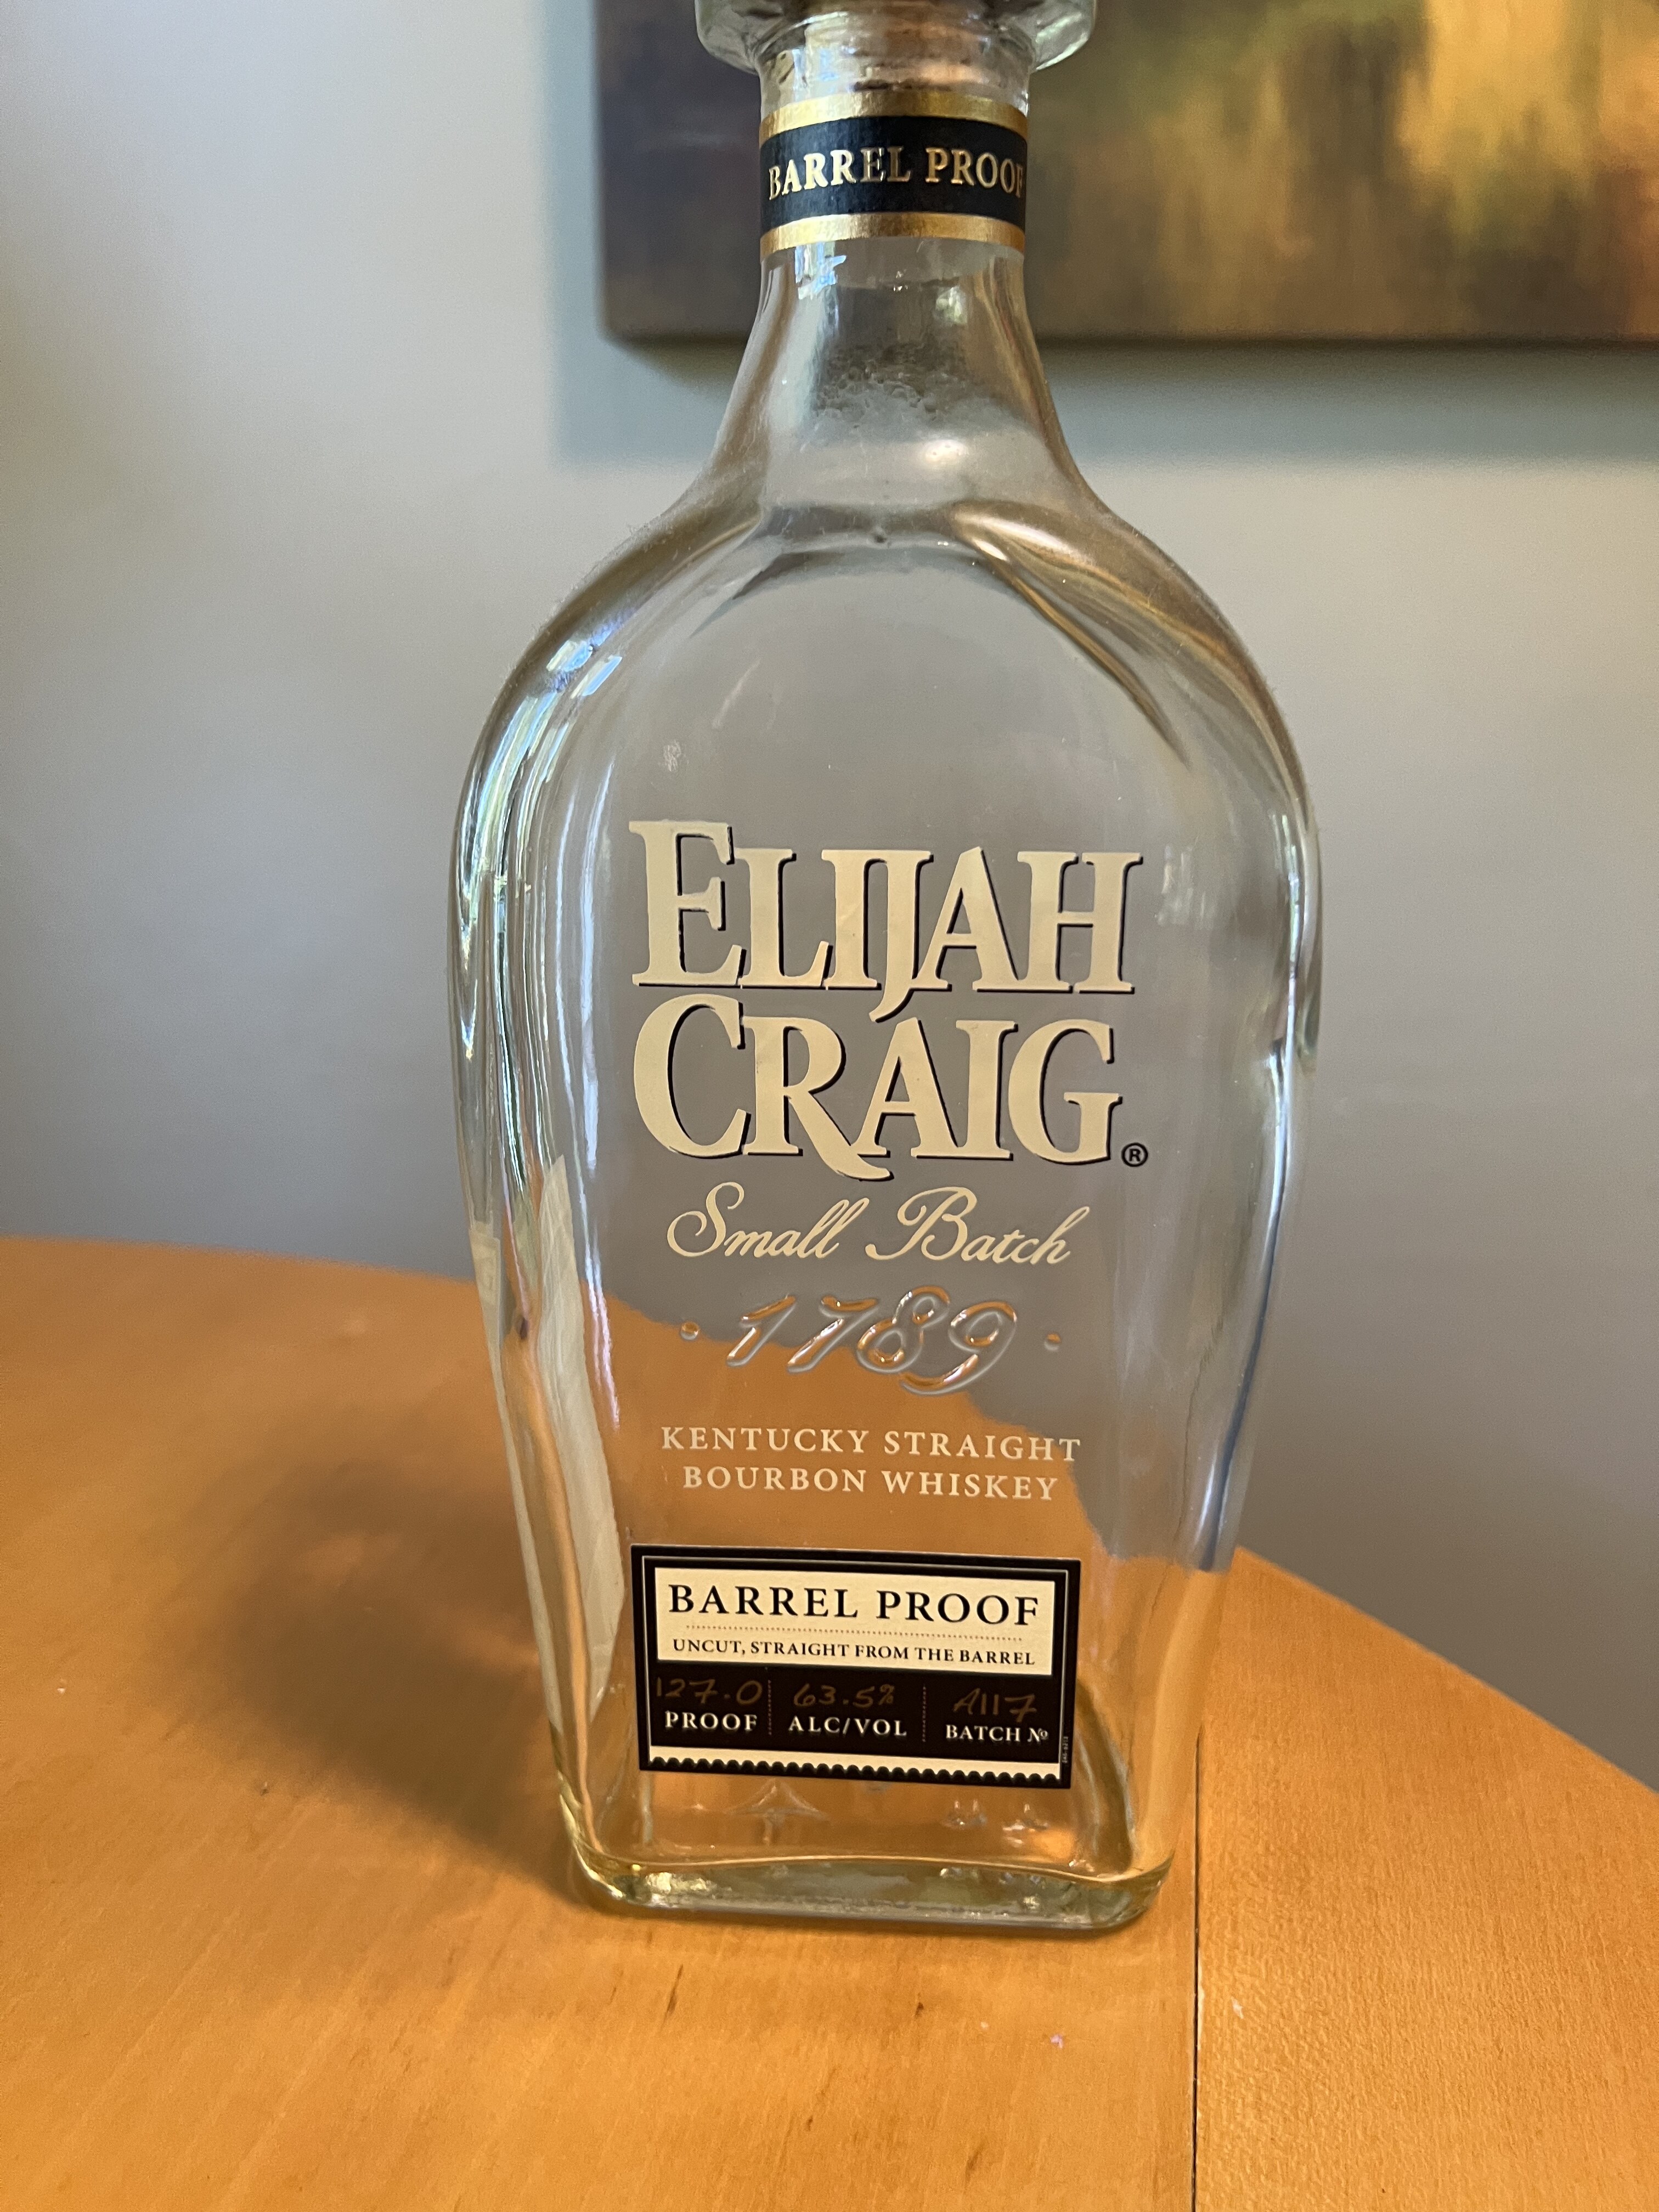 BARREL PROOF
ELIJAH
CRAIG®
Small Batch
· 1789 ·
KENTUCKY STRAIGHT
BOURBON WHISKEY
BARREL PROOF
UNCUT, STRAIGHT FROM THE BARREL
127.0 63.5% A117
PROOF ALC/VOL BATCH №